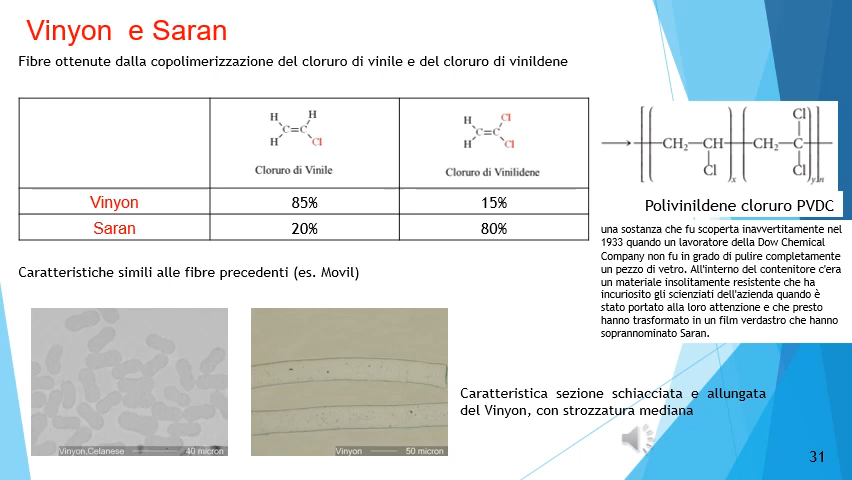 Vinyon e Saran
Fibre ottenute dalla copolimerizzazione del cloruro di vinile e del cloruro di vinildene
H H
C=C
H Cl
Cloruro di Vinile
H Cl
C=C
H Cl
Cloruro di Vinilidene
Vinyon 85% 15%
Saran 20% 80%
Cl
CH2 CH CH2 C
Cl Cl
x y n
Polivinildene cloruro PVDC
una sostanza che fu scoperta inavvertitamente nel
1933 quando un lavoratore della Dow Chemical
Company non fu in grado di pulire completamente
un pezzo di vetro. All'interno del contenitore c'era
un materiale insolitamente resistente che ha
incuriosito gli scienziati dell'azienda quando è
stato portato alla loro attenzione e che presto
hanno trasformato in un film verdastro che hanno
soprannominato Saran.
Caratteristiche simili alle fibre precedenti (es. Movil)
Vinyon,Celanese 40 micron
Vinyon 50 micron
Caratteristica sezione schiacciata e allungata
del Vinyon, con strozzatura mediana
31